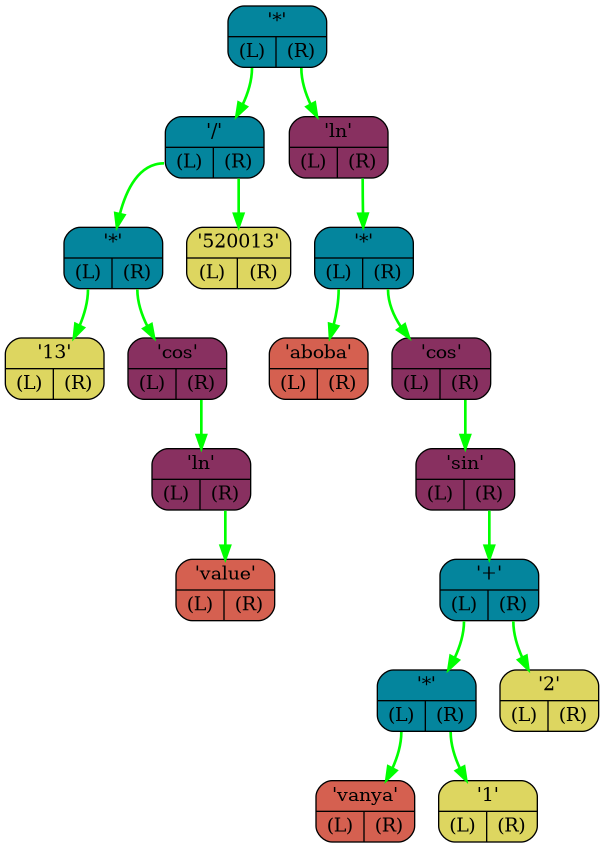 '*'
(L) (R)
'/'
(L) (R)
'ln'
(L) (R)
'*'
(L) (R)
'520013'
(L) (R)
'*'
(L) (R)
'13'
(L) (R)
'cos'
(L) (R)
'aboba'
(L) (R)
'cos'
(L) (R)
'ln'
(L) (R)
'sin'
(L) (R)
'value'
(L) (R)
'+'
(L) (R)
'*'
(L) (R)
'2'
(L) (R)
'vanya'
(L) (R)
'1'
(L) (R)